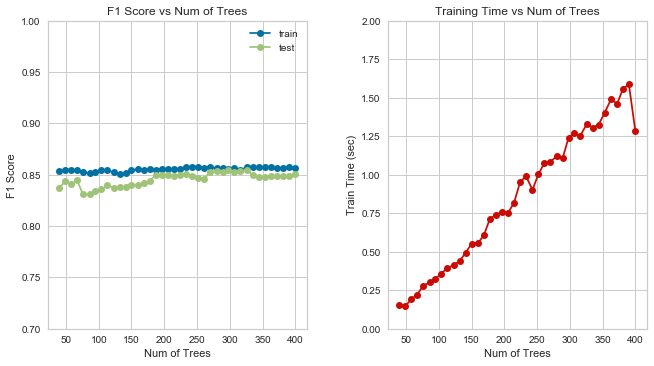 F1 Score vs Num of Trees
1.00
0.95
0.90
0.85
0.80
0.75
0.70
F1 Score
50 100 150 200 250 300 350 400
Num of Trees
train
test
Training Time vs Num of Trees
2.00
1.75
1.50
1.25
1.00
0.75
0.50
0.25
0.00
Train Time (sec)
50 100 150 200 250 300 350 400
Num of Trees